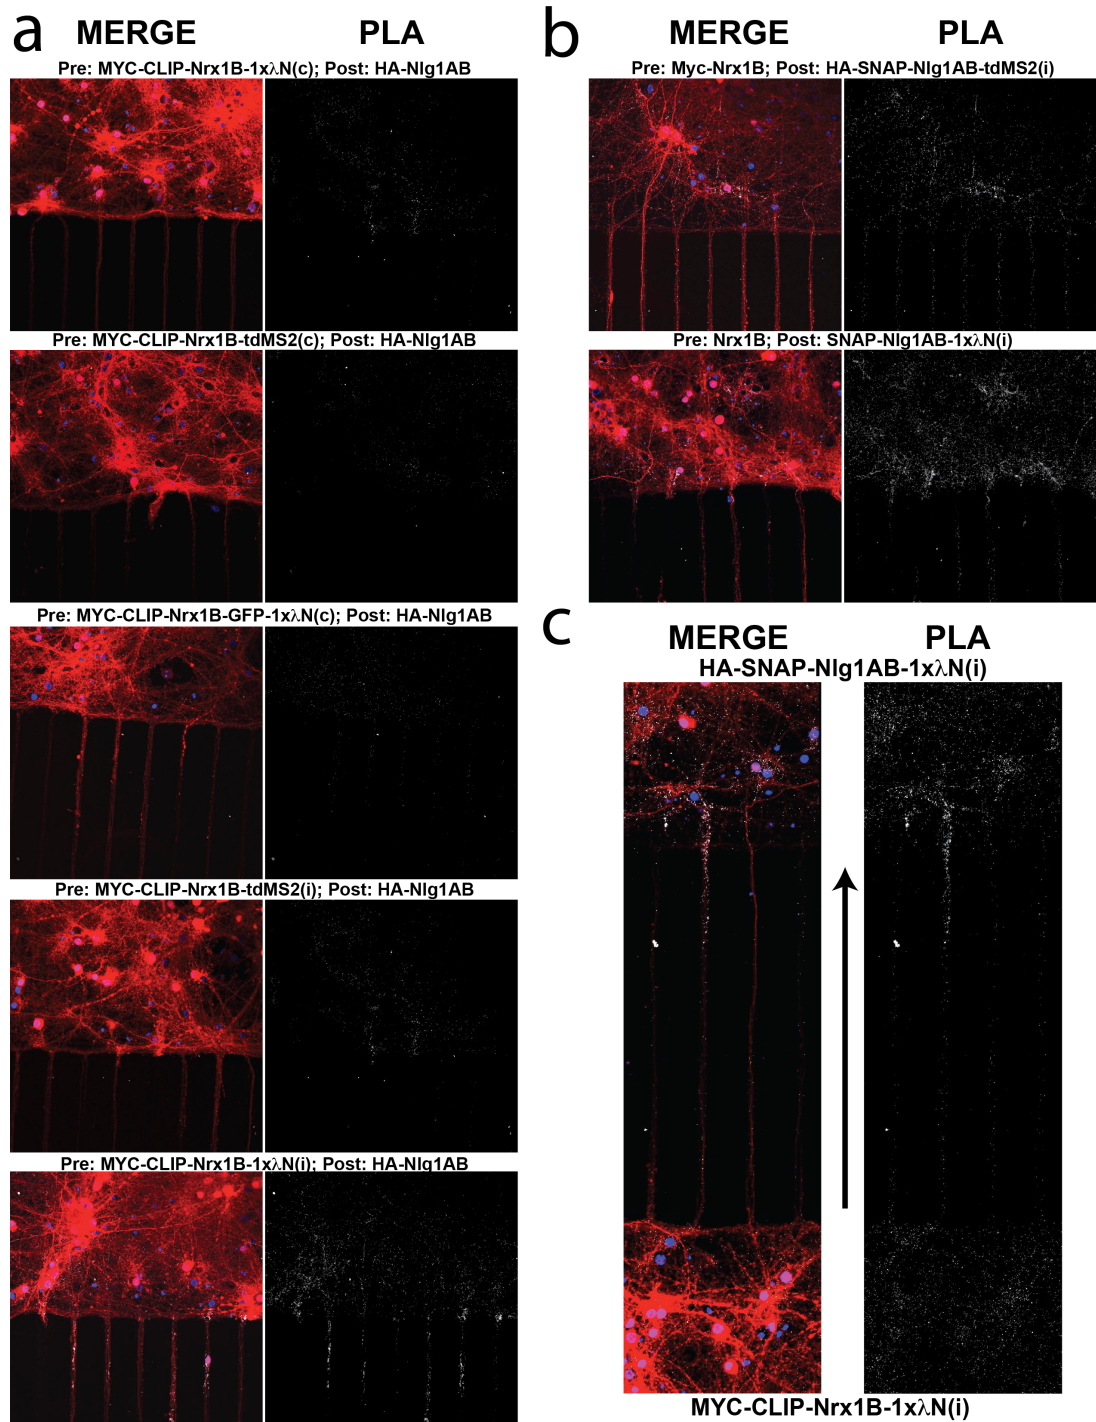 a
MERGE PLA
Pre: MYC-CLIP-Nrx1B-1xλN(c); Post: HA-Nlg1AB
Pre: MYC-CLIP-Nrx1B-tdMS2(c); Post: HA-Nlg1AB
Pre: MYC-CLIP-Nrx1B-GFP-1xλN(c); Post: HA-Nlg1AB
Pre: MYC-CLIP-Nrx1B-tdMS2(i); Post: HA-Nlg1AB
Pre: MYC-CLIP-Nrx1B-1xλN(i); Post: HA-Nlg1AB
b
MERGE PLA
Pre: Myc-Nrx1B; Post: HA-SNAP-Nlg1AB-tdMS2(i)
Pre: Nrx1B; Post: SNAP-Nlg1AB-1xλN(i)
c
MERGE PLA
HA-SNAP-Nlg1AB-1xλN(i)
MYC-CLIP-Nrx1B-1xλN(i)